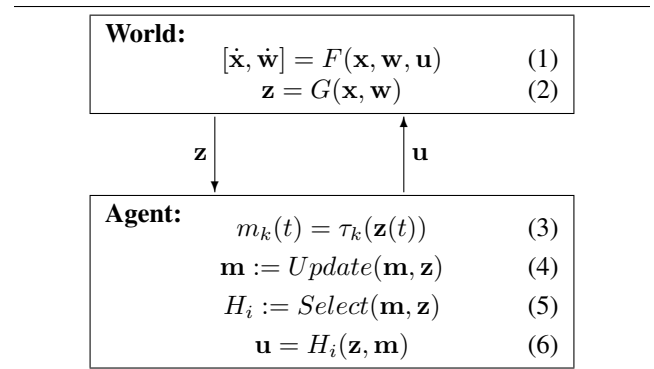 World:
[ẋ, ẇ] = F(x, w, u) (1)
z = G(x, w) (2)
z u
Agent:
m_k(t) = τ_k(z(t)) (3)
m := Update(m, z) (4)
H_i := Select(m, z) (5)
u = H_i(z, m) (6)